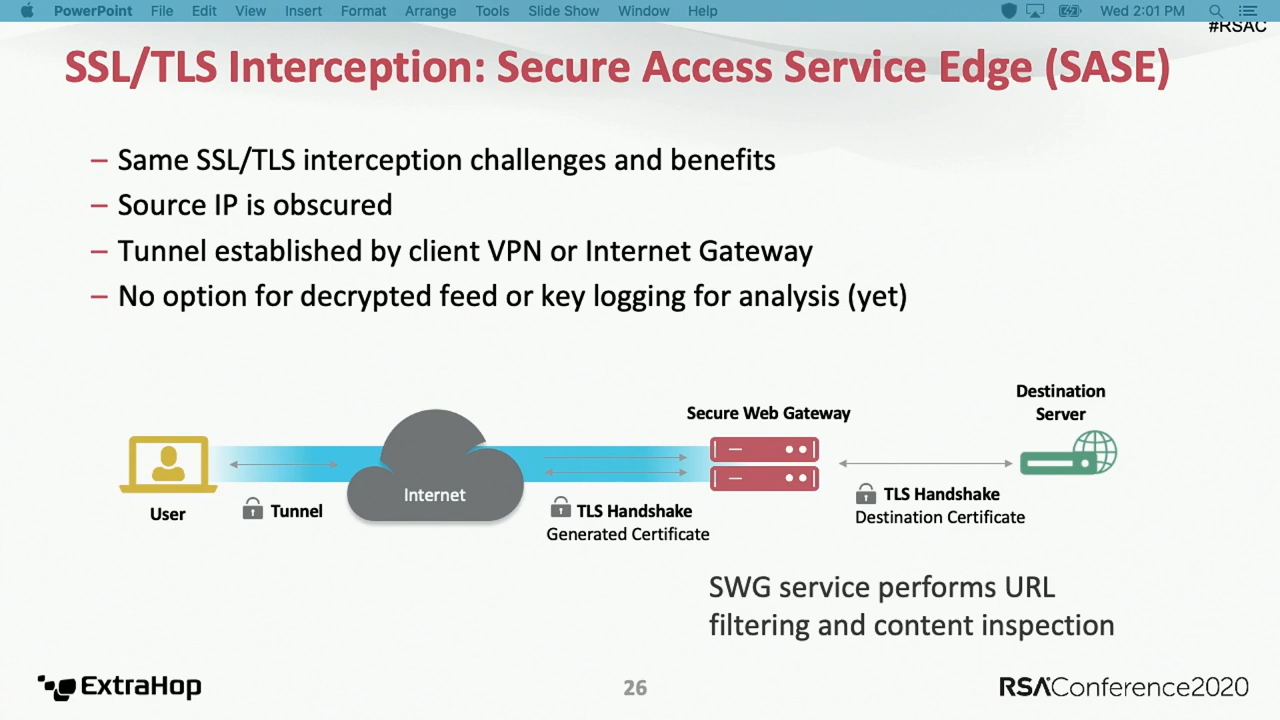 PowerPoint File Edit View Insert Format Arrange Tools Slide Show Window Help Wed 2:01 PM
#RSAC
SSL/TLS Interception: Secure Access Service Edge (SASE)
– Same SSL/TLS interception challenges and benefits
– Source IP is obscured
– Tunnel established by client VPN or Internet Gateway
– No option for decrypted feed or key logging for analysis (yet)
Destination
Server
Secure Web Gateway
Internet
User
Tunnel
TLS Handshake
Generated Certificate
TLS Handshake
Destination Certificate
SWG service performs URL
filtering and content inspection
ExtraHop
26
RSAConference2020